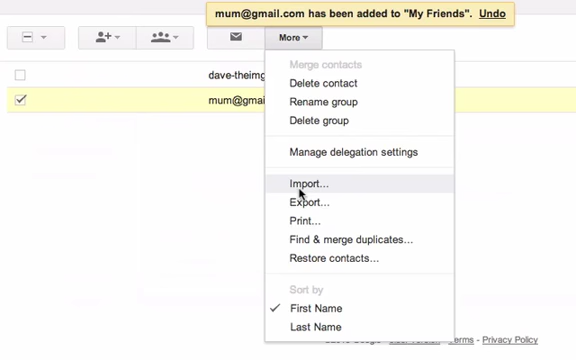 mum@gmail.com has been added to "My Friends". Undo
More
Merge contacts
dave-theimg
Delete contact
mum@gmai
Rename group
Delete group
Manage delegation settings
Import...
Export...
Print...
Find & merge duplicates...
Restore contacts...
Sort by
First Name
Last Name
Terms - Privacy Policy